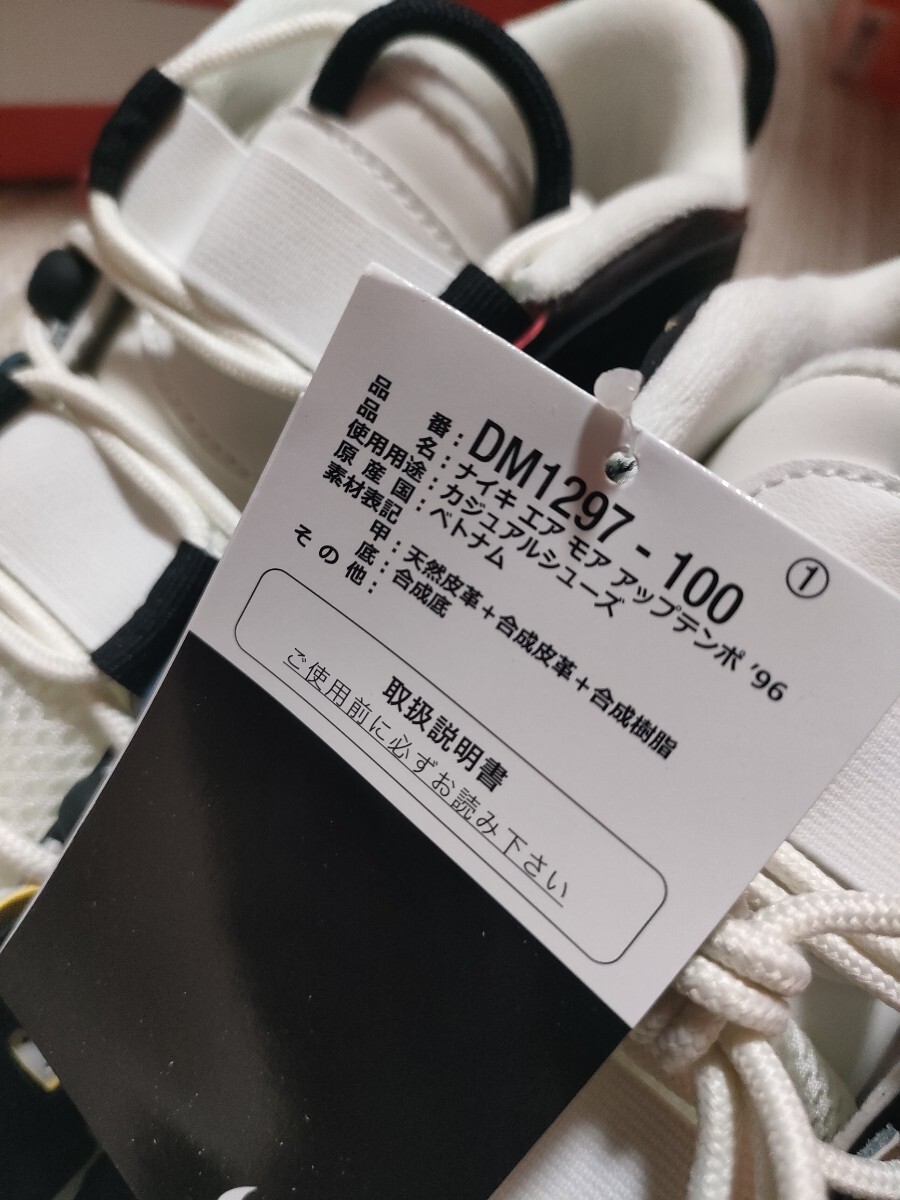 ①
品番：DM1297-100
品名：ナイキ エア モア アップテンポ '96
使用用途：カジュアルシューズ
原産国：ベトナム
素材表記
甲：天然皮革＋合成皮革＋合成樹脂
底：合成底
その他：
取扱説明書
ご使用前に必ずお読み下さい